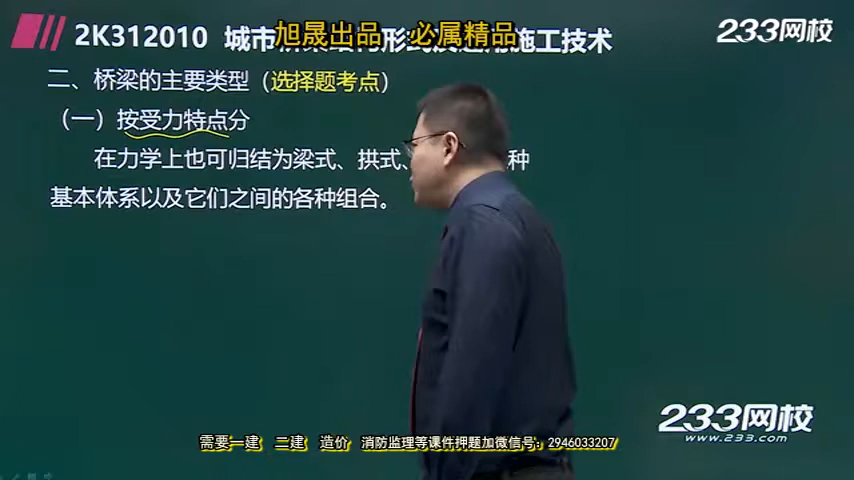 2K312010 城市 旭晟出品 必属精品 施工技术
233网校
二、桥梁的主要类型（选择题考点）
（一）按受力特点分
在力学上也可归结为梁式、拱式、 种
基本体系以及它们之间的各种组合。
233网校
www.233.com
需要一建 二建 造价 消防监理等课件押题加微信号：2946033207